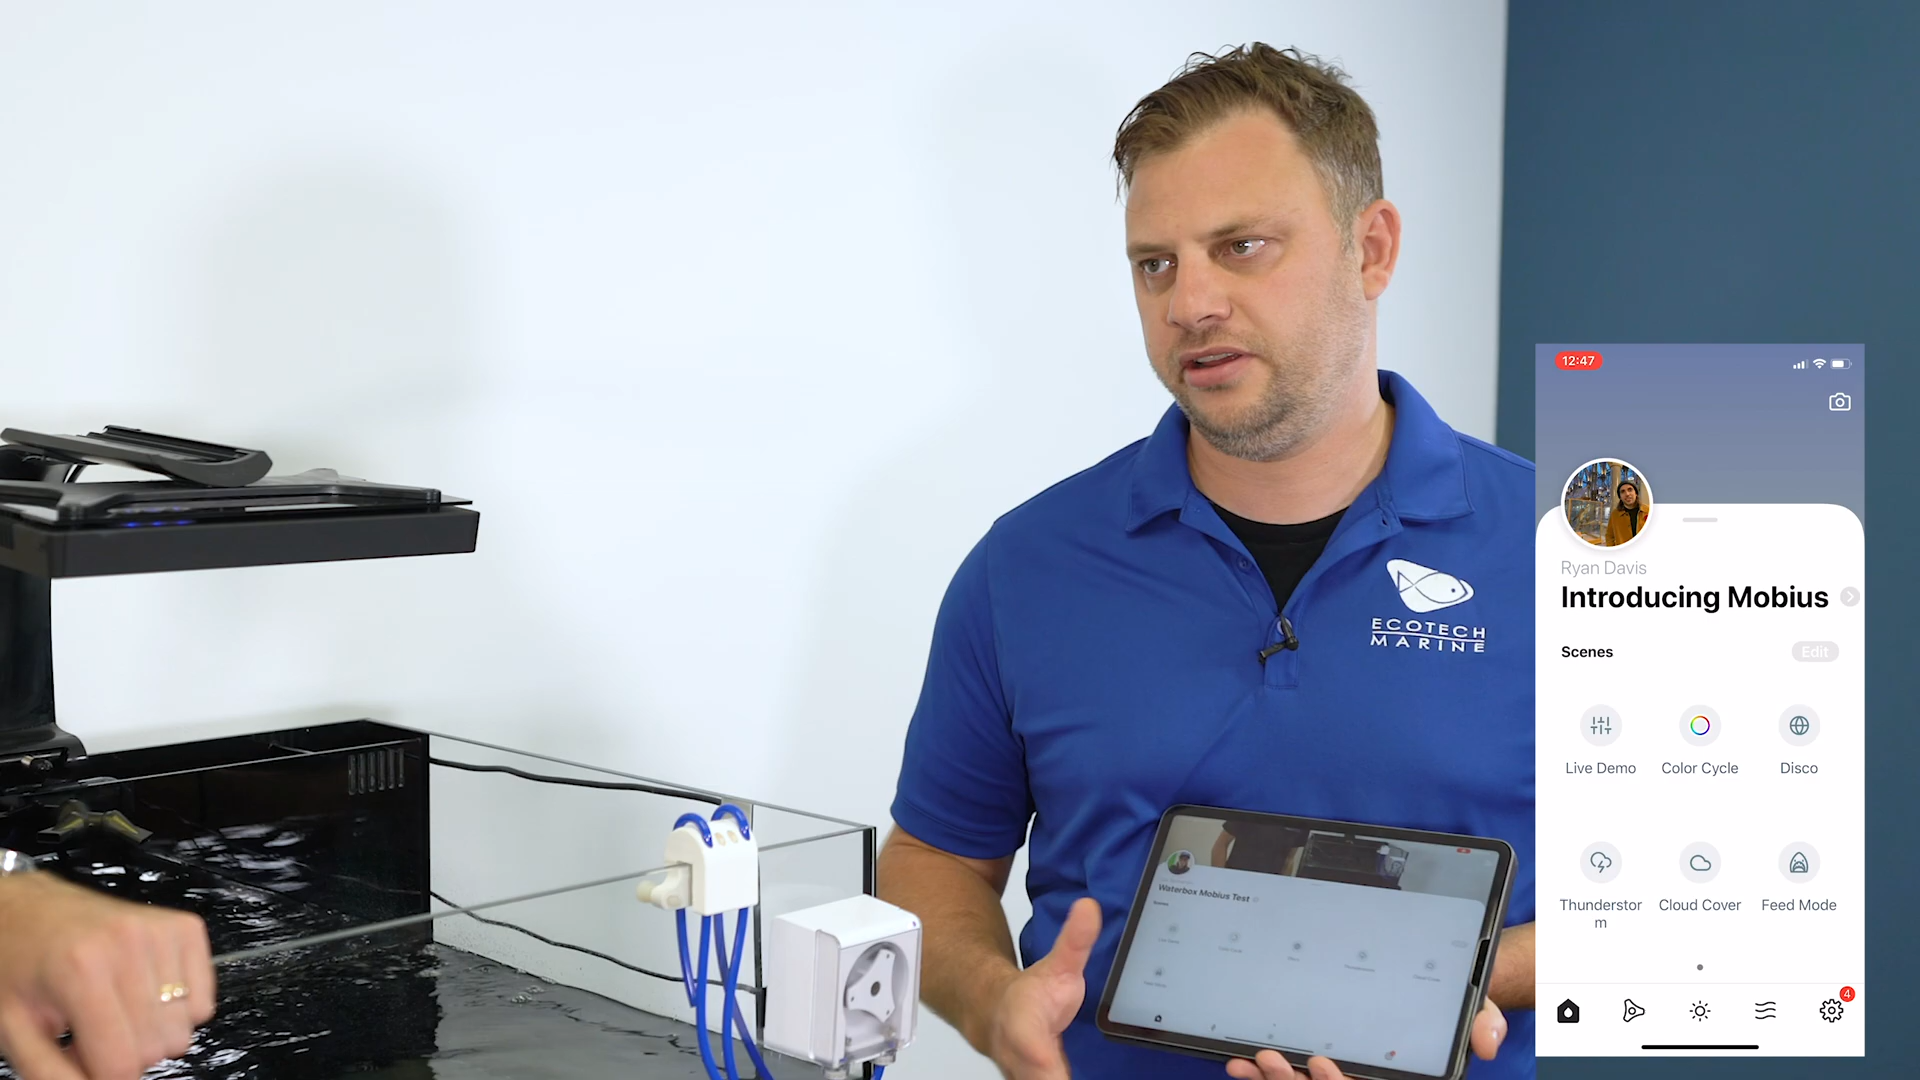 ECOTECH
MARINE
12:47
Ryan Davis
Introducing Mobius
Scenes
Edit
Live Demo
Color Cycle
Disco
Thunderstor
m
Cloud Cover
Feed Mode
4
Waterbox Mobius Test
Scenes